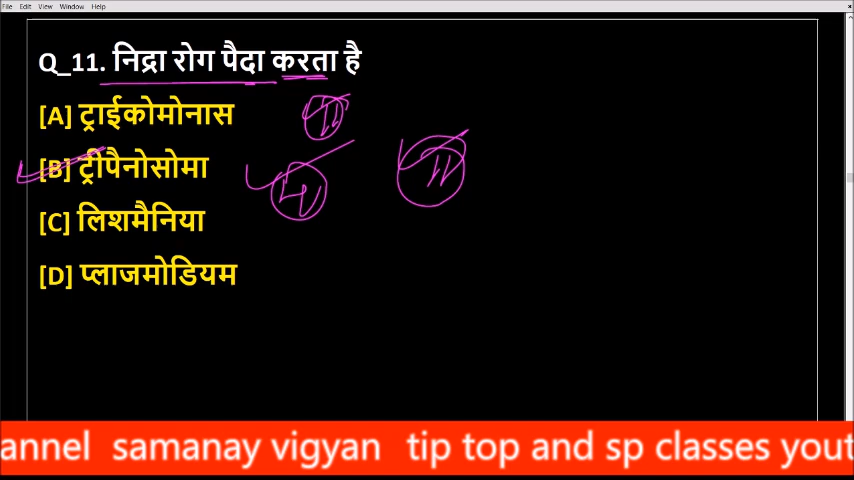 File Edit View Window Help
Q_11. निद्रा रोग पैदा करता है
[A] ट्राईकोमोनास
[B] ट्रीपैनोसोमा
[C] लिशमैनिया
[D] प्लाजमोडियम
annel samanay vigyan tip top and sp classes yout